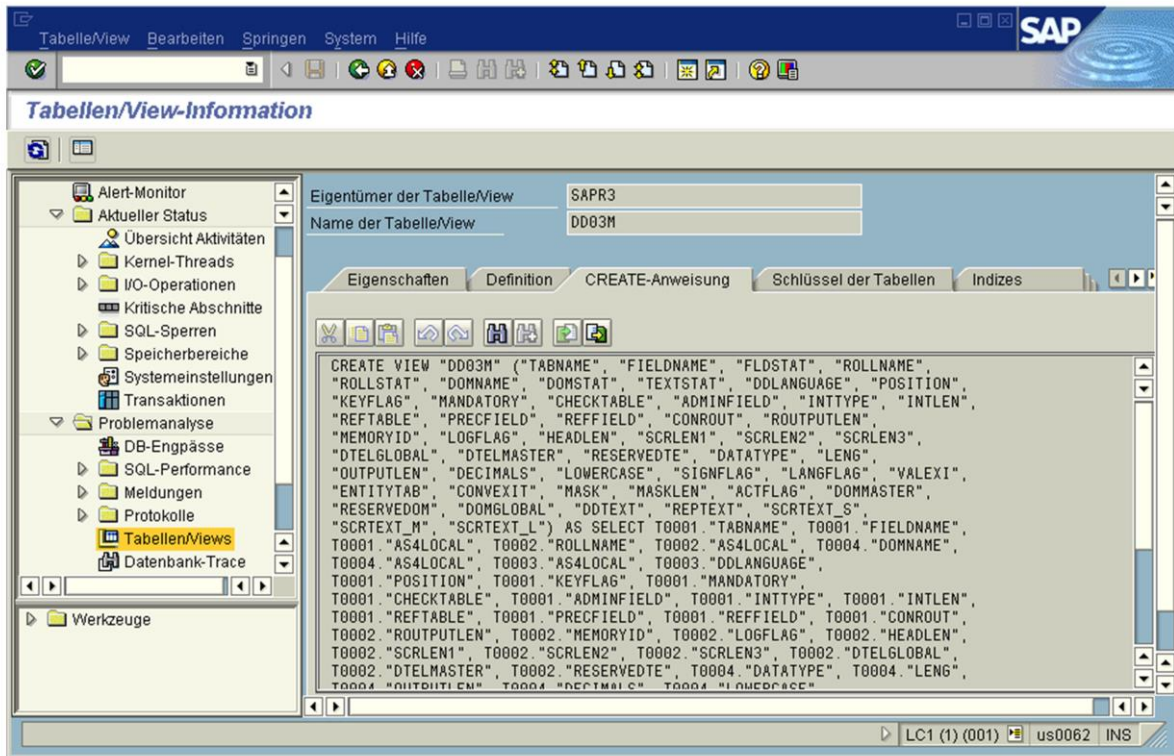 Tabelle/View Bearbeiten Springen System Hilfe
SAP
Tabellen/View-Information
Alert-Monitor
Aktueller Status
Übersicht Aktivitäten
Kernel-Threads
I/O-Operationen
Kritische Abschnitte
SQL-Sperren
Speicherbereiche
Systemeinstellungen
Transaktionen
Problemanalyse
DB-Engpässe
SQL-Performance
Meldungen
Protokolle
Tabellen/Views
Datenbank-Trace
Werkzeuge
Eigentümer der Tabelle/View SAPR3
Name der Tabelle/View DD03M
Eigenschaften Definition CREATE-Anweisung Schlüssel der Tabellen Indizes
CREATE VIEW "DD03M" ("TABNAME", "FIELDNAME", "FLDSTAT", "ROLLNAME",
"ROLLSTAT", "DOMNAME", "DOMSTAT", "TEXTSTAT", "DDLANGUAGE", "POSITION",
"KEYFLAG", "MANDATORY", "CHECKTABLE", "ADMINFIELD", "INTTYPE", "INTLEN",
"REFTABLE", "PRECFIELD", "REFFIELD", "CONROUT", "ROUTPUTLEN",
"MEMORYID", "LOGFLAG", "HEADLEN", "SCRLEN1", "SCRLEN2", "SCRLEN3",
"DTELGLOBAL", "DTELMASTER", "RESERVEDTE", "DATATYPE", "LENG",
"OUTPUTLEN", "DECIMALS", "LOWERCASE", "SIGNFLAG", "LANGFLAG", "VALEXI",
"ENTITYTAB", "CONVEXIT", "MASK", "MASKLEN", "ACTFLAG", "DOMMASTER",
"RESERVEDOM", "DOMGLOBAL", "DDTEXT", "REPTEXT", "SCRTEXT_S",
"SCRTEXT_M", "SCRTEXT_L") AS SELECT T0001."TABNAME", T0001."FIELDNAME",
T0001."AS4LOCAL", T0002."ROLLNAME", T0002."AS4LOCAL", T0004."DOMNAME",
T0004."AS4LOCAL", T0003."AS4LOCAL", T0003."DDLANGUAGE",
T0001."POSITION", T0001."KEYFLAG", T0001."MANDATORY",
T0001."CHECKTABLE", T0001."ADMINFIELD", T0001."INTTYPE", T0001."INTLEN",
T0001."REFTABLE", T0001."PRECFIELD", T0001."REFFIELD", T0001."CONROUT",
T0002."ROUTPUTLEN", T0002."MEMORYID", T0002."LOGFLAG", T0002."HEADLEN",
T0002."SCRLEN1", T0002."SCRLEN2", T0002."SCRLEN3", T0002."DTELGLOBAL",
T0002."DTELMASTER", T0002."RESERVEDTE", T0004."DATATYPE", T0004."LENG",
T0004."OUTPUTLEN", T0004."DECIMALS", T0004."LOWERCASE",
LC1 (1) (001) us0062 INS